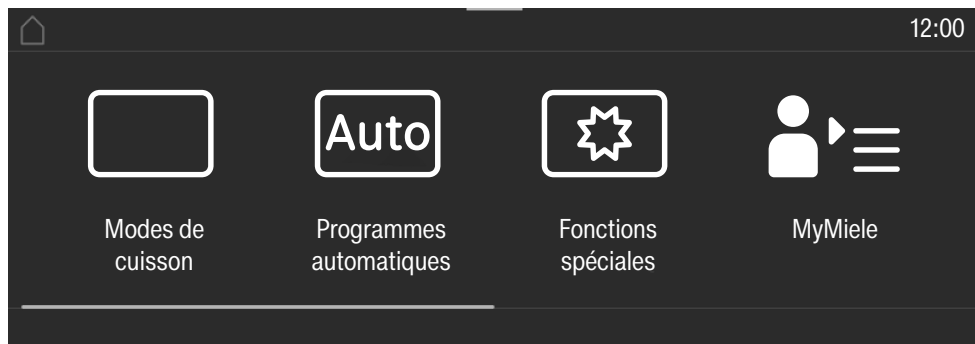 12:00
Auto
Modes de
cuisson
Programmes
automatiques
Fonctions
spéciales
MyMiele